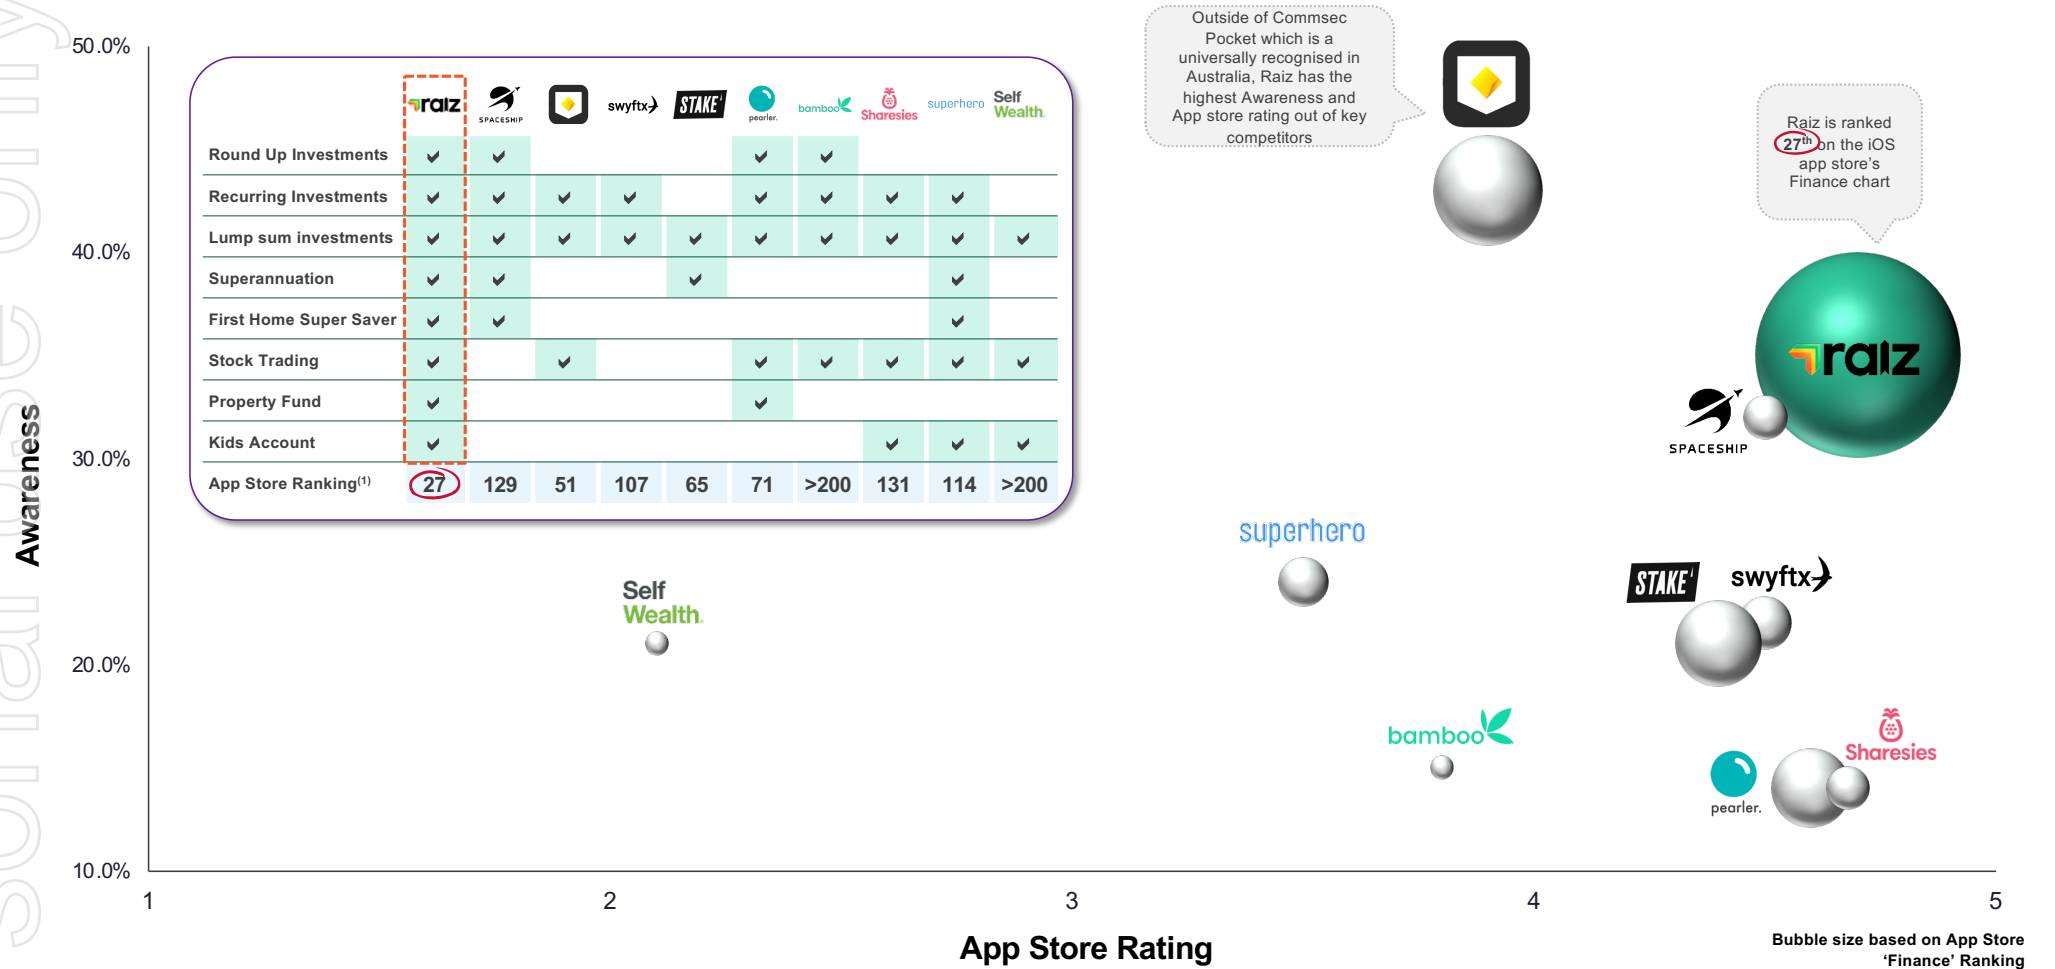 Outside of Commsec
Pocket which is a
universally recognised in
Australia, Raiz has the
highest Awareness and
App store rating out of key
competitors
Raiz is ranked
27th on the iOS
app store's
Finance chart
50.0%
40.0%
30.0%
20.0%
10.0%
Awareness
raiz
SPACESHIP
swyftx
STAKE
pearler.
bamboo
Sharesies
superhero
Self
Wealth.
Round Up Investments
Recurring Investments
Lump sum investments
Superannuation
First Home Super Saver
Stock Trading
Property Fund
Kids Account
App Store Ranking(1) 27 129 51 107 65 71 >200 131 114 >200
raiz
SPACESHIP
superhero
Self
Wealth.
STAKE
swyftx
bamboo
Sharesies
pearler.
1 2 3 4 5
App Store Rating
Bubble size based on App Store
‘Finance’ Ranking